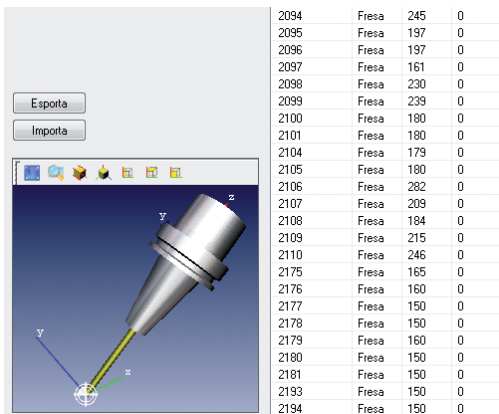 Esporta
Importa
z
y
y
x
2094 Fresa 245 0
2095 Fresa 197 0
2096 Fresa 197 0
2097 Fresa 161 0
2098 Fresa 230 0
2099 Fresa 239 0
2100 Fresa 180 0
2101 Fresa 180 0
2104 Fresa 179 0
2105 Fresa 180 0
2106 Fresa 282 0
2107 Fresa 209 0
2108 Fresa 184 0
2109 Fresa 215 0
2110 Fresa 246 0
2175 Fresa 165 0
2176 Fresa 160 0
2177 Fresa 150 0
2178 Fresa 150 0
2179 Fresa 160 0
2180 Fresa 150 0
2181 Fresa 150 0
2193 Fresa 150 0
2194 Fresa 150 0